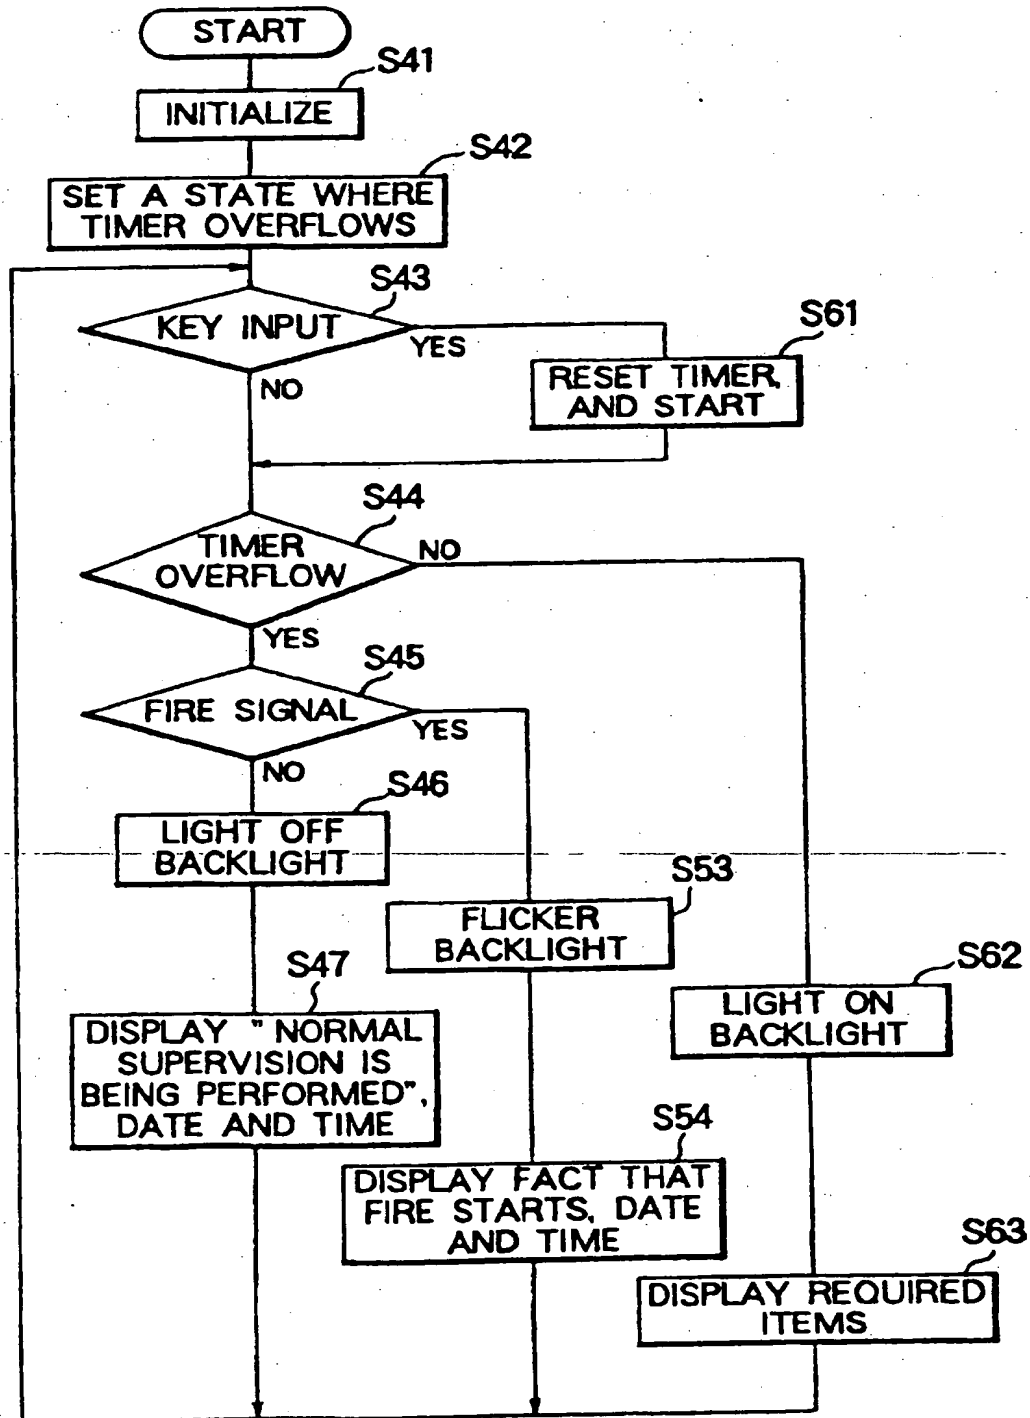 START
S41
INITIALIZE
S42
SET A STATE WHERE
TIMER OVERFLOWS
S43
KEY INPUT
YES
NO
S61
RESET TIMER,
AND START
S44
TIMER
OVERFLOW
NO
YES
S45
FIRE SIGNAL
YES
NO
S46
LIGHT OFF
BACKLIGHT
S53
FLICKER
BACKLIGHT
S47
DISPLAY " NORMAL
SUPERVISION IS
BEING PERFORMED",
DATE AND TIME
S62
LIGHT ON
BACKLIGHT
S54
DISPLAY FACT THAT
FIRE STARTS, DATE
AND TIME
S63
DISPLAY REQUIRED
ITEMS